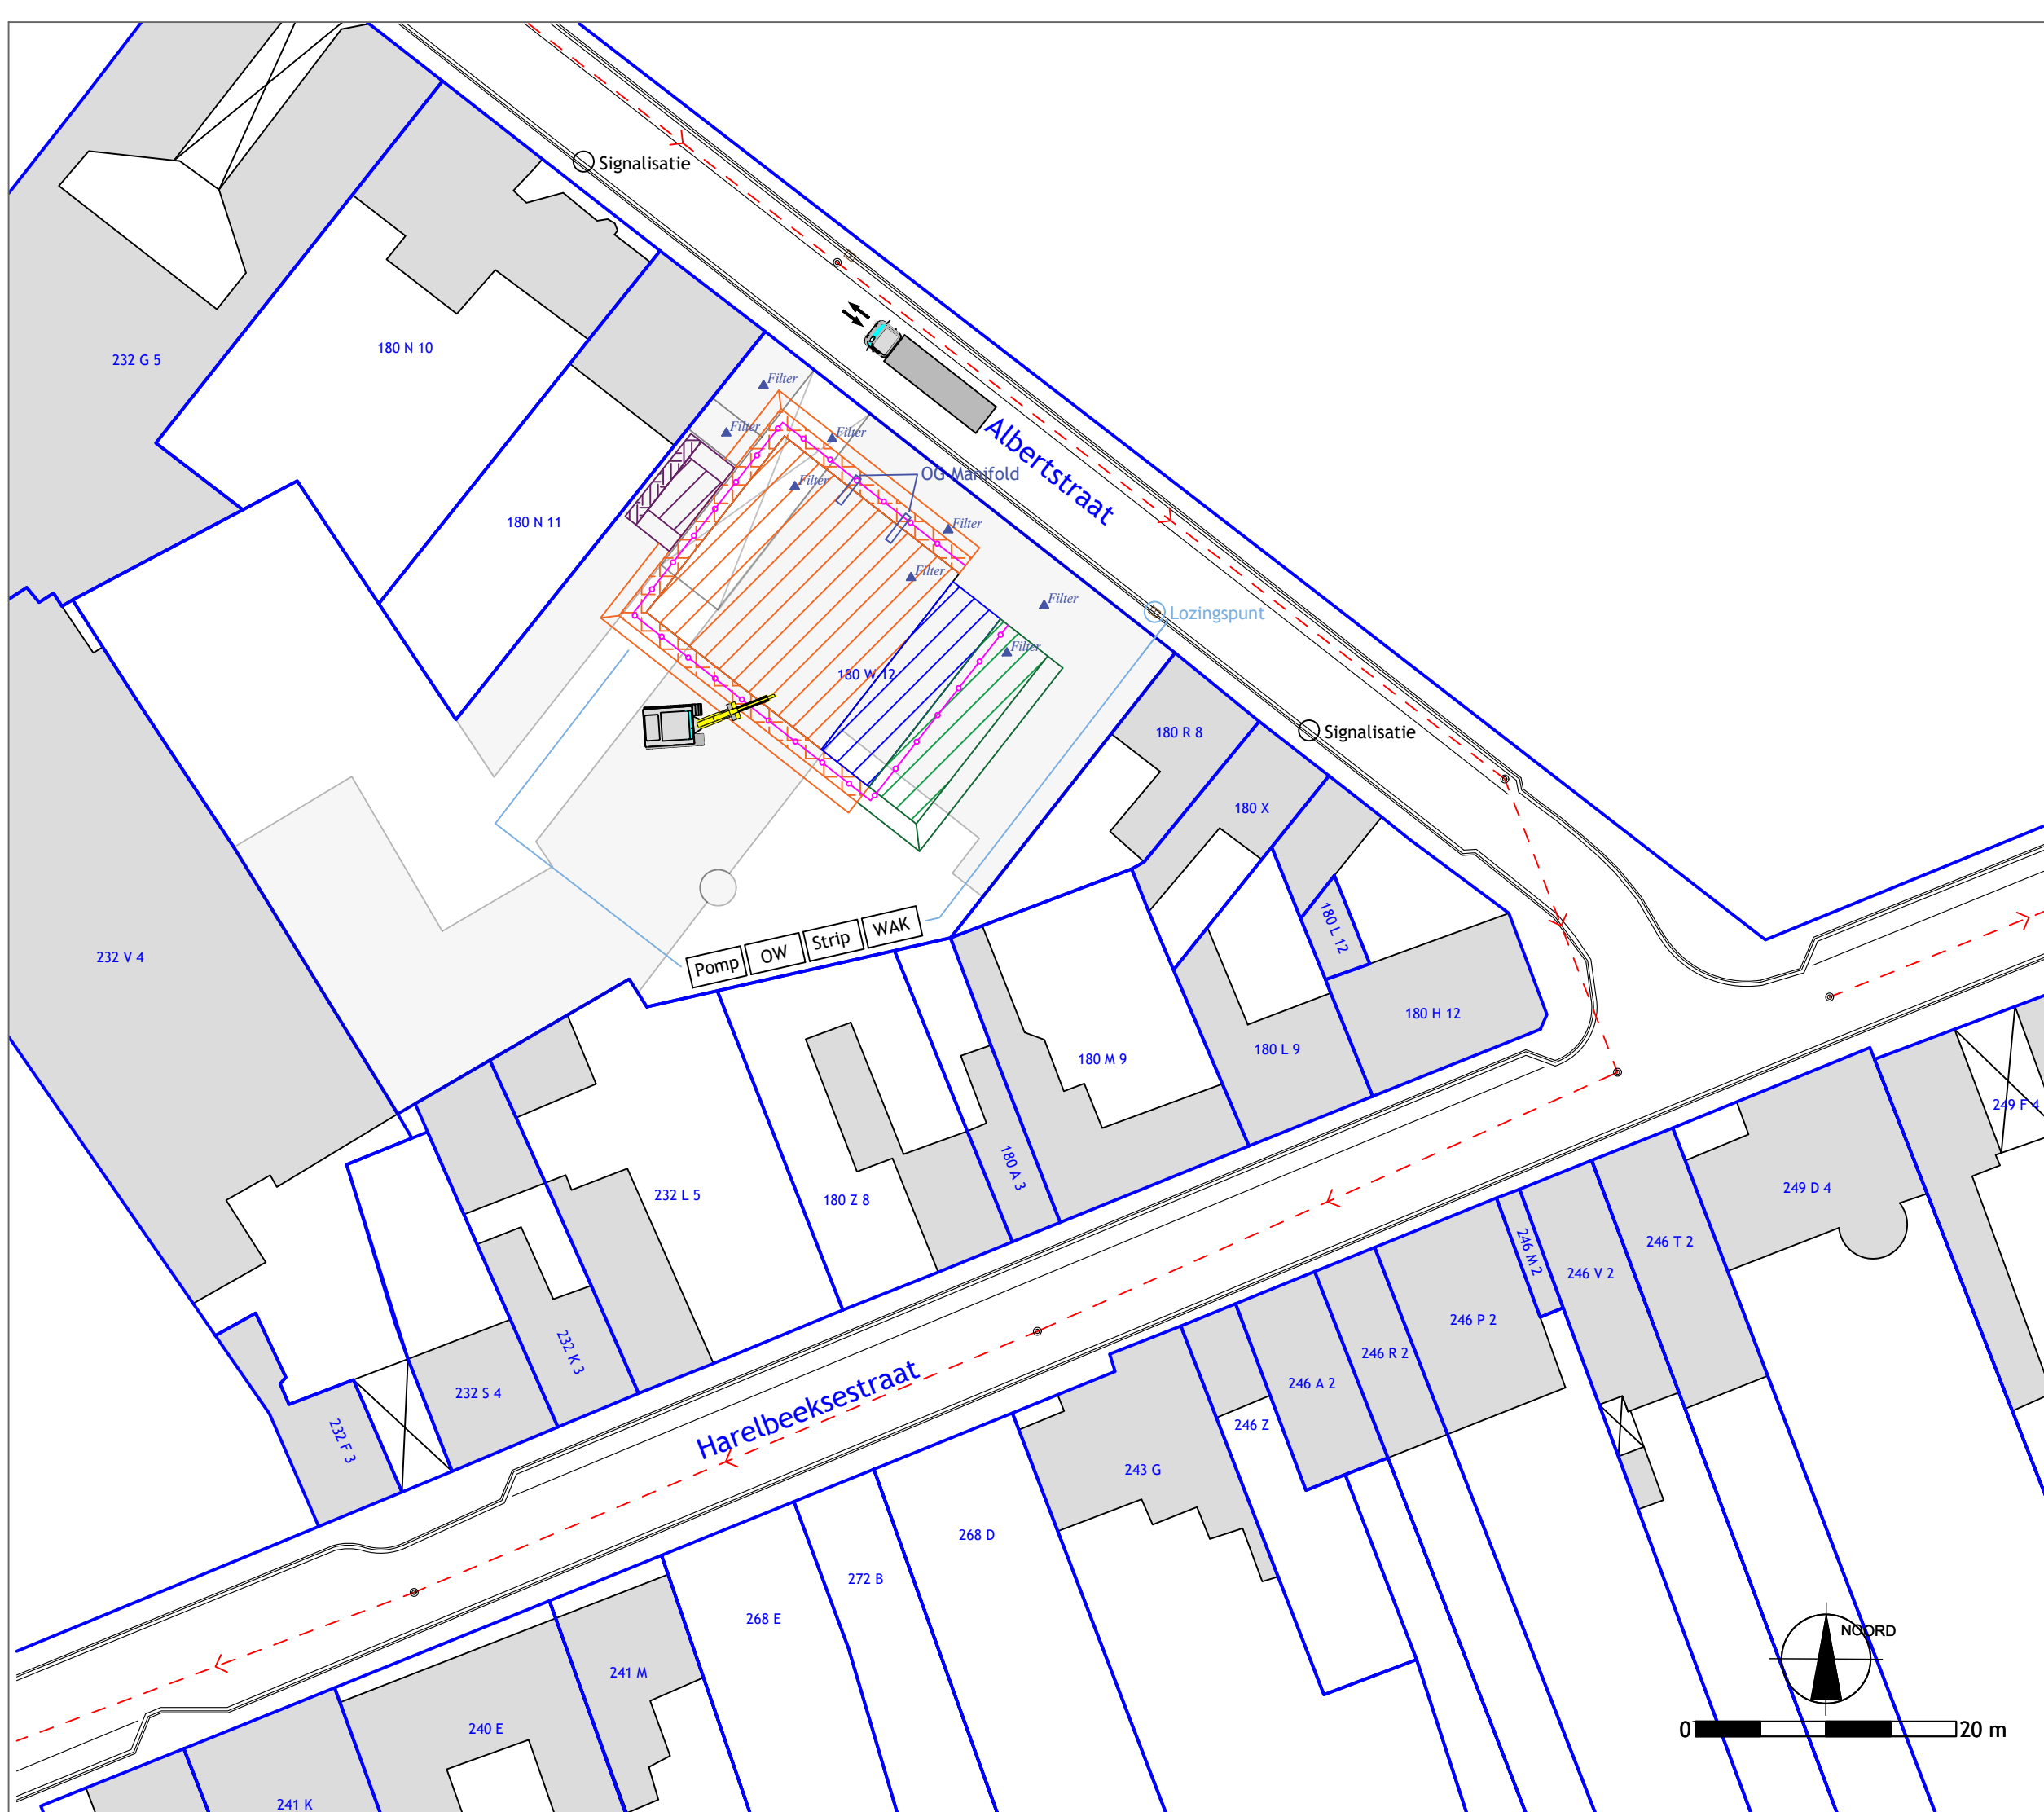 Signalisatie
232 G 5
180 N 10
Filter
Filter
Filter
Filter
OG Manifold
Albertstraat
180 N 11
Filter
Filter
Filter
Lozingspunt
Filter
180 W 12
180 R 8
Signalisatie
180 X
180 L 12
232 V 4
Pomp
OW
Strip
WAK
180 H 12
180 L 9
180 M 9
249 F 4
180 A 3
232 L 5
180 Z 8
249 D 4
246 T 2
246 M 2
246 V 2
246 P 2
246 R 2
246 A 2
232 K 3
232 S 4
232 F 3
Harelbeeksestraat
246 Z
243 G
268 D
272 B
268 E
241 M
240 E
241 K
NOORD
0
20 m